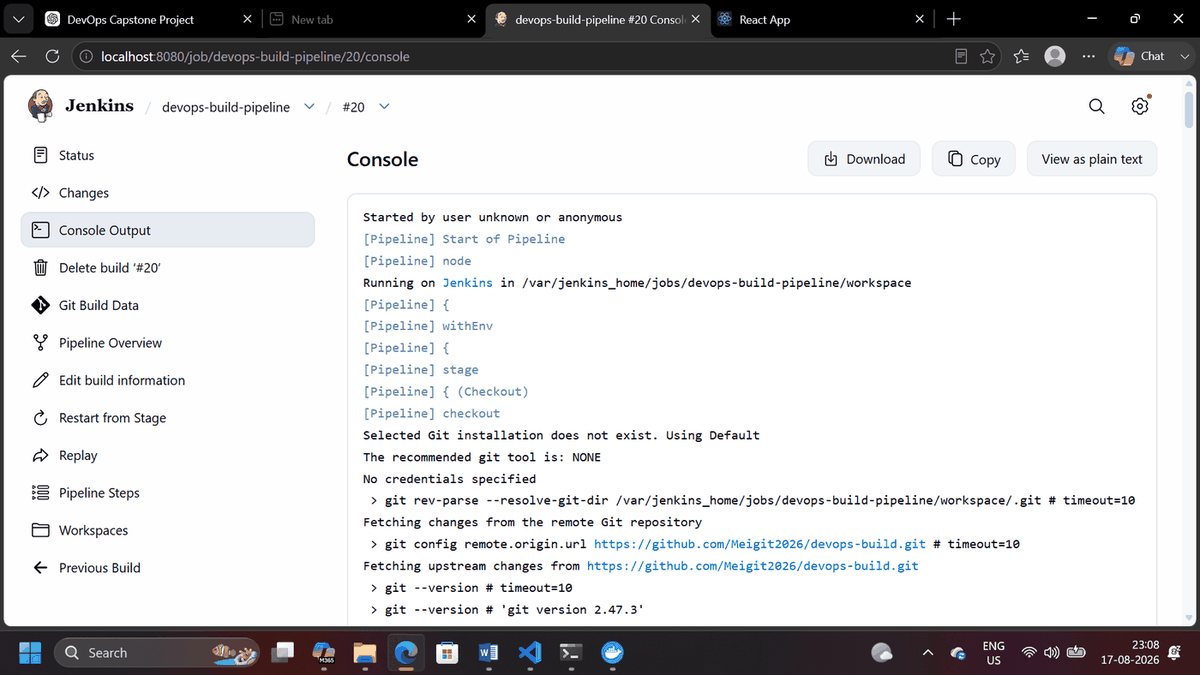 DevOps Capstone Project
New tab
devops-build-pipeline #20 Consol
React App
localhost:8080/job/devops-build-pipeline/20/console
Chat
Jenkins / devops-build-pipeline / #20
Status
Changes
Console Output
Delete build ‘#20’
Git Build Data
Pipeline Overview
Edit build information
Restart from Stage
Replay
Pipeline Steps
Workspaces
Previous Build
Console
Download
Copy
View as plain text
Started by user unknown or anonymous
[Pipeline] Start of Pipeline
[Pipeline] node
Running on Jenkins in /var/jenkins_home/jobs/devops-build-pipeline/workspace
[Pipeline] {
[Pipeline] withEnv
[Pipeline] {
[Pipeline] stage
[Pipeline] { (Checkout)
[Pipeline] checkout
Selected Git installation does not exist. Using Default
The recommended git tool is: NONE
No credentials specified
> git rev-parse --resolve-git-dir /var/jenkins_home/jobs/devops-build-pipeline/workspace/.git # timeout=10
Fetching changes from the remote Git repository
> git config remote.origin.url https://github.com/Meigit2026/devops-build.git # timeout=10
Fetching upstream changes from https://github.com/Meigit2026/devops-build.git
> git --version # timeout=10
> git --version # 'git version 2.47.3'
Search
M365
ENG
US
23:08
17-08-2026